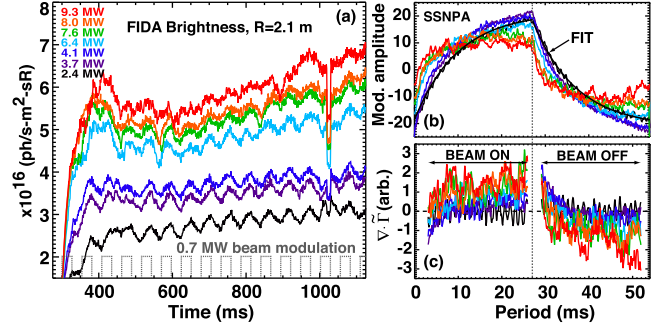 FIDA Brightness, R=2.1 m
(a)
9.3 MW
8.0 MW
7.6 MW
6.4 MW
4.1 MW
3.7 MW
2.4 MW
x10^16 (ph/s-m^2-sR)
8
7
6
5
4
3
2
0.7 MW beam modulation
400 600 800 1000
Time (ms)
SSNPA
FIT
(b)
Mod. amplitude
20
10
0
-10
-20
BEAM ON
BEAM OFF
(c)
∇·Γ̃ (arb.)
3
2
1
0
-1
-2
-3
0 10 20 30 40 50
Period (ms)